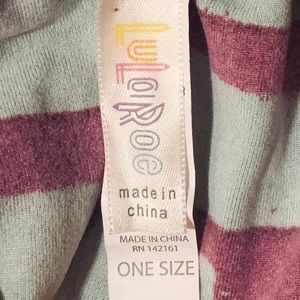 LuLaRoe
made in
china
MADE IN CHINA
RN 142161
ONE SIZE